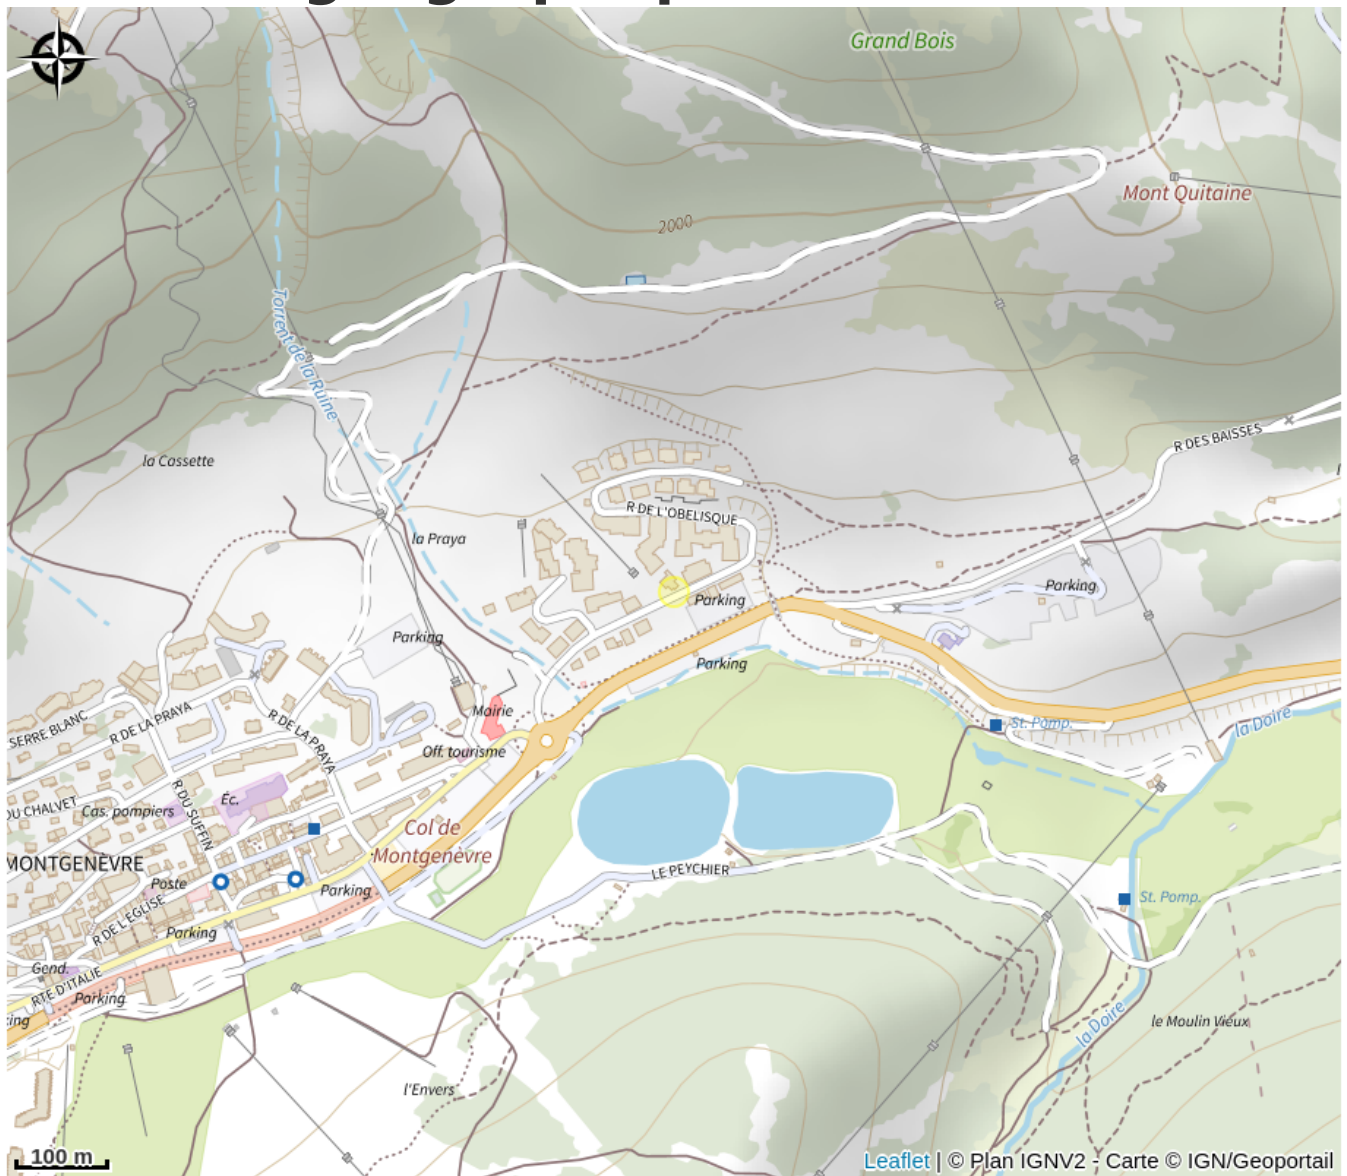 Grand Bois
Mont Quitaine
2000
Torrent de la Ruine
R DES BAISSES
la Cassette
R DE L'OBELISQUE
la Praya
Parking
Parking
Parking
Parking
SERRE BLANC
R DE LA PRAYA
R DE LA PRAYA
Mairie
St. Pomp.
la Doire
Off. tourisme
DU CHALVET
Cas. pompiers
R DU SUFFIN
Éc.
Col de
Montgenèvre
MONTGENÈVRE
LE PEYCHIER
Poste
Parking
St. Pomp.
R DE L'EGLISE
Parking
Gend.
RTE D'ITALIE
Parking
king
la Doire
le Moulin Vieux
l'Envers
100 m
Leaflet | © Plan IGNV2 - Carte © IGN/Geoportail